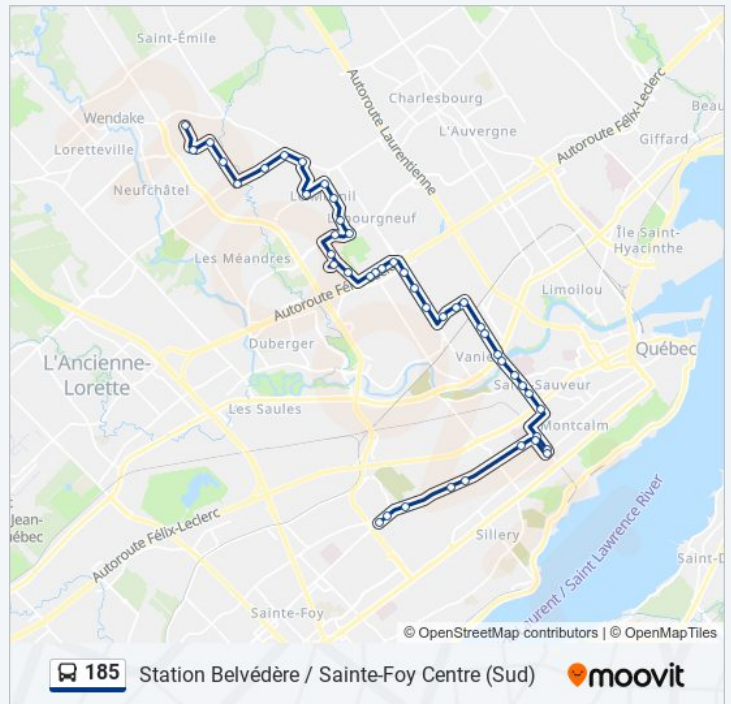 Saint-Émile
Wendake
Loretteville
Neufchâtel
Charlesbourg
L'Auvergne
Autoroute Laurentienne
Autoroute Félix-Leclerc
Beau
Giffard
Lebourgneuf
Île Saint-
Hyacinthe
Les Méandres
Autoroute
Limoilou
Duberger
Vanier
Québec
L'Ancienne-
Lorette
Les Saules
Saint-Sauveur
Montcalm
Jean-
Autoroute Félix-Leclerc
Sillery
Saint-D
Sainte-Foy
/ Saint Lawrence River
© OpenStreetMap contributors | © OpenMapTiles
185 Station Belvédère / Sainte-Foy Centre (Sud) moovit